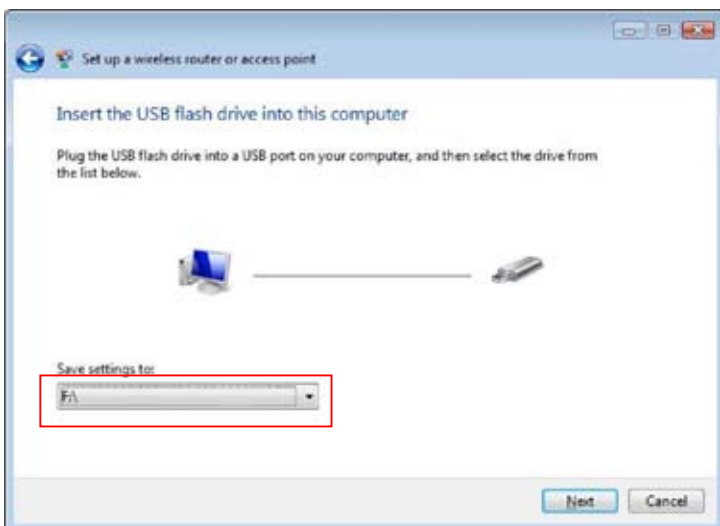 Set up a wireless router or access point
Insert the USB flash drive into this computer
Plug the USB flash drive into a USB port on your computer, and then select the drive from
the list below.
Save settings to:
F:\
Next
Cancel